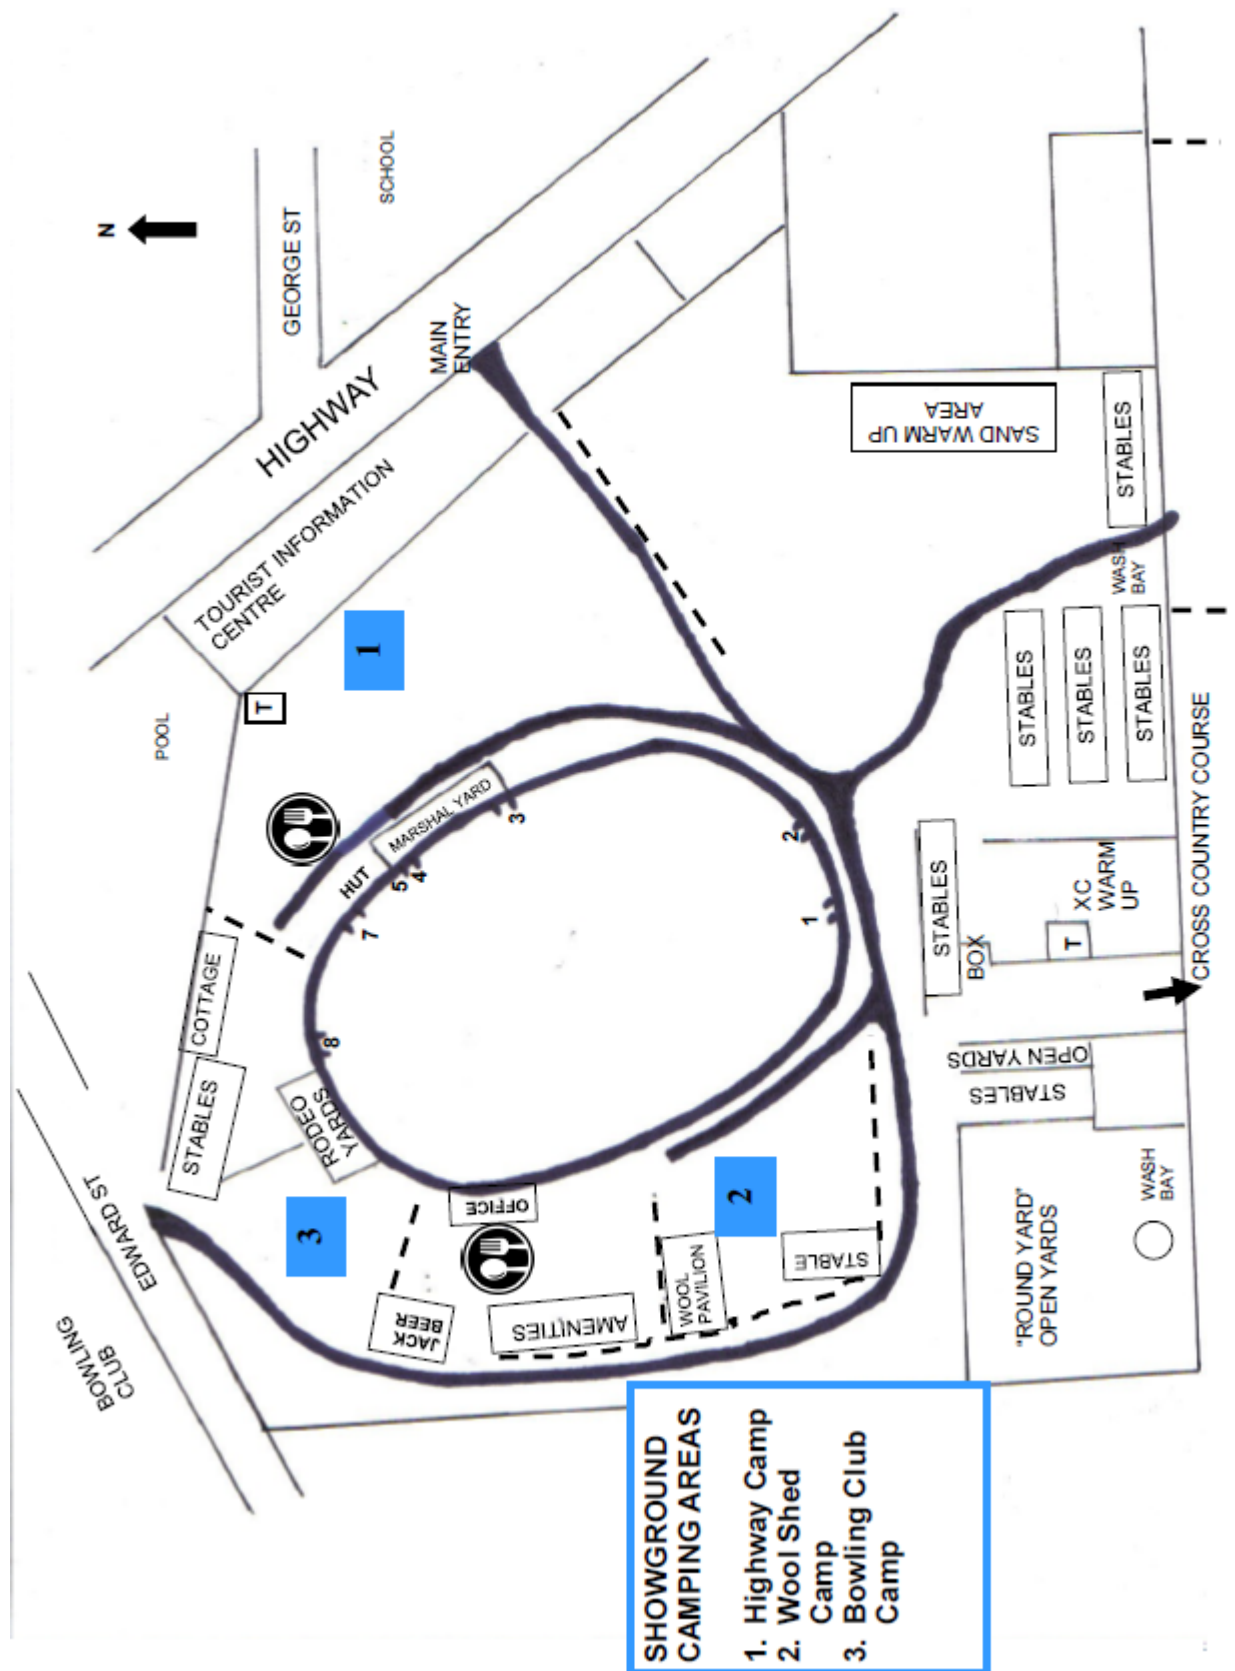 N
GEORGE ST
SCHOOL
HIGHWAY
MAIN
ENTRY
TOURIST INFORMATION
CENTRE
POOL
T
1
SAND WARM UP
AREA
STABLES
WASH
BAY
STABLES
STABLES
STABLES
MARSHAL YARD
HUT
3
4
5
7
8
2
1
COTTAGE
STABLES
RODEO
YARDS
EDWARD ST
BOWLING
CLUB
3
OFFICE
JACK
BEER
AMENITIES
WOOL
PAVILION
2
STABLE
STABLES
BOX
T
XC
WARM
UP
CROSS COUNTRY COURSE
OPEN YARDS
STABLES
"ROUND YARD"
OPEN YARDS
WASH
BAY
SHOWGROUND
CAMPING AREAS
1. Highway Camp
2. Wool Shed
Camp
3. Bowling Club
Camp